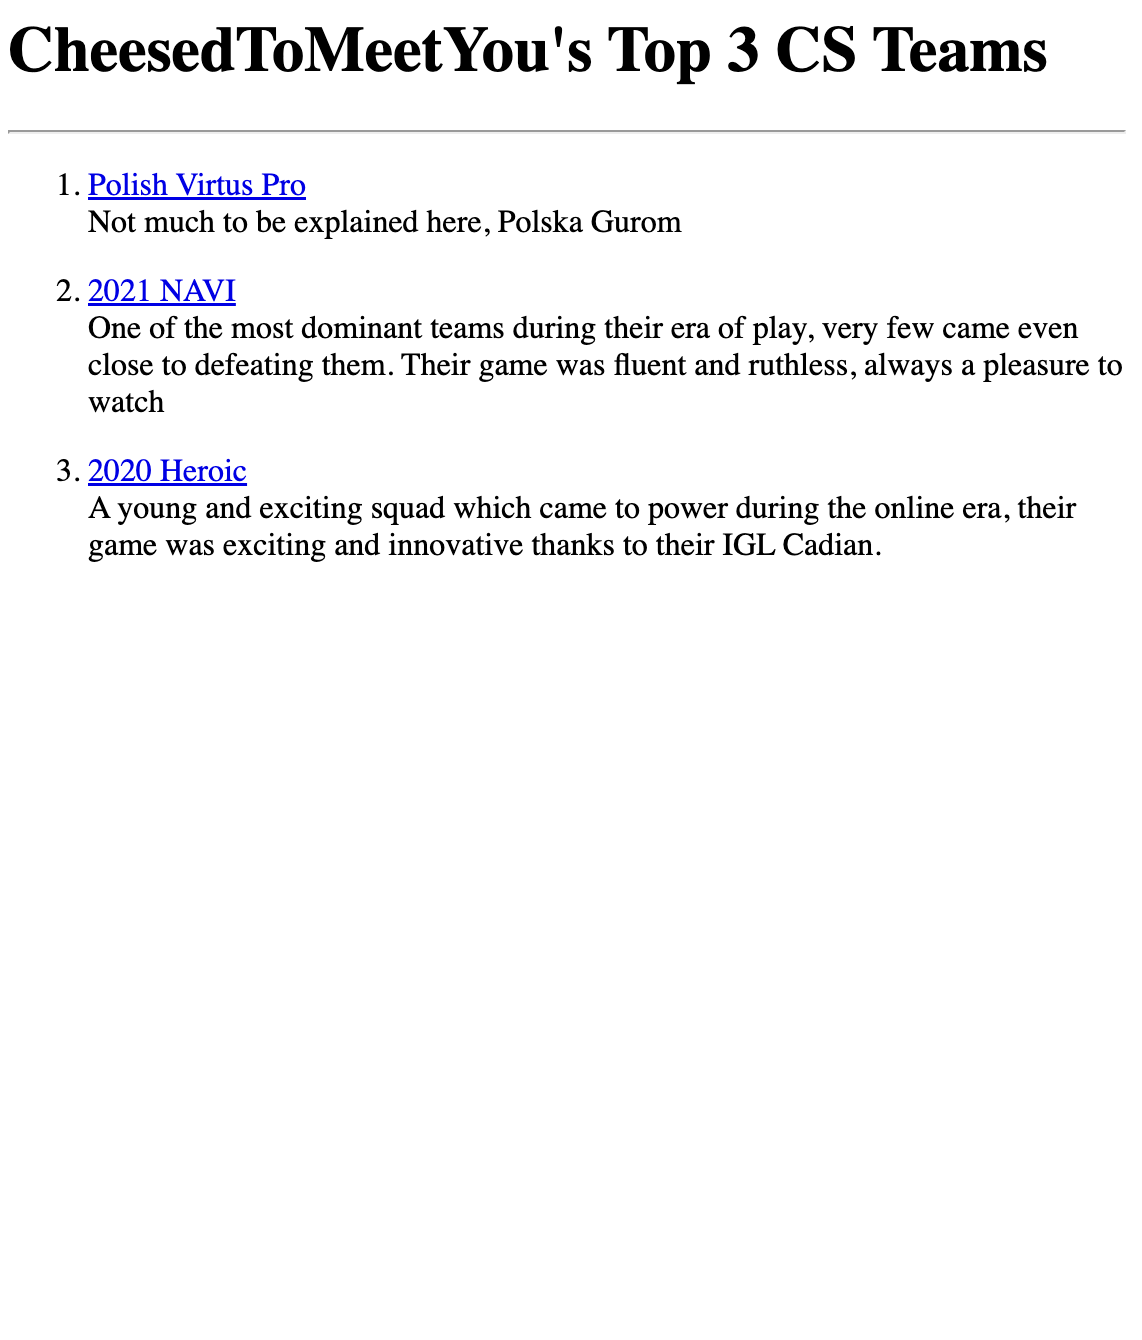 CheesedToMeetYou's Top 3 CS Teams
1. Polish Virtus Pro
Not much to be explained here, Polska Gurom
2. 2021 NAVI
One of the most dominant teams during their era of play, very few came even
close to defeating them. Their game was fluent and ruthless, always a pleasure to
watch
3. 2020 Heroic
A young and exciting squad which came to power during the online era, their
game was exciting and innovative thanks to their IGL Cadian.